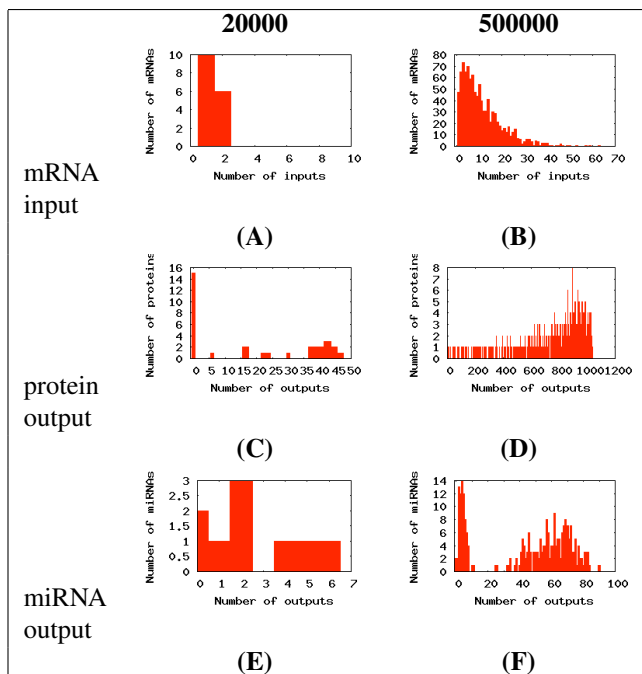 20000 500000
mRNA
input
Number of mRNAs
10
8
6
4
2
0
0 2 4 6 8 10
Number of inputs
(A)
Number of mRNAs
80
70
60
50
40
30
20
10
0
0 10 20 30 40 50 60 70
Number of inputs
(B)
protein
output
Number of proteins
16
14
12
10
8
6
4
2
0
0 5 10 15 20 25 30 35 40 45 50
Number of outputs
(C)
Number of proteins
8
7
6
5
4
3
2
1
0
0 200 400 600 800 1000 1200
Number of outputs
(D)
miRNA
output
Number of miRNAs
3
2.5
2
1.5
1
0.5
0
0 1 2 3 4 5 6 7
Number of outputs
(E)
Number of miRNAs
14
12
10
8
6
4
2
0
0 20 40 60 80 100
Number of outputs
(F)